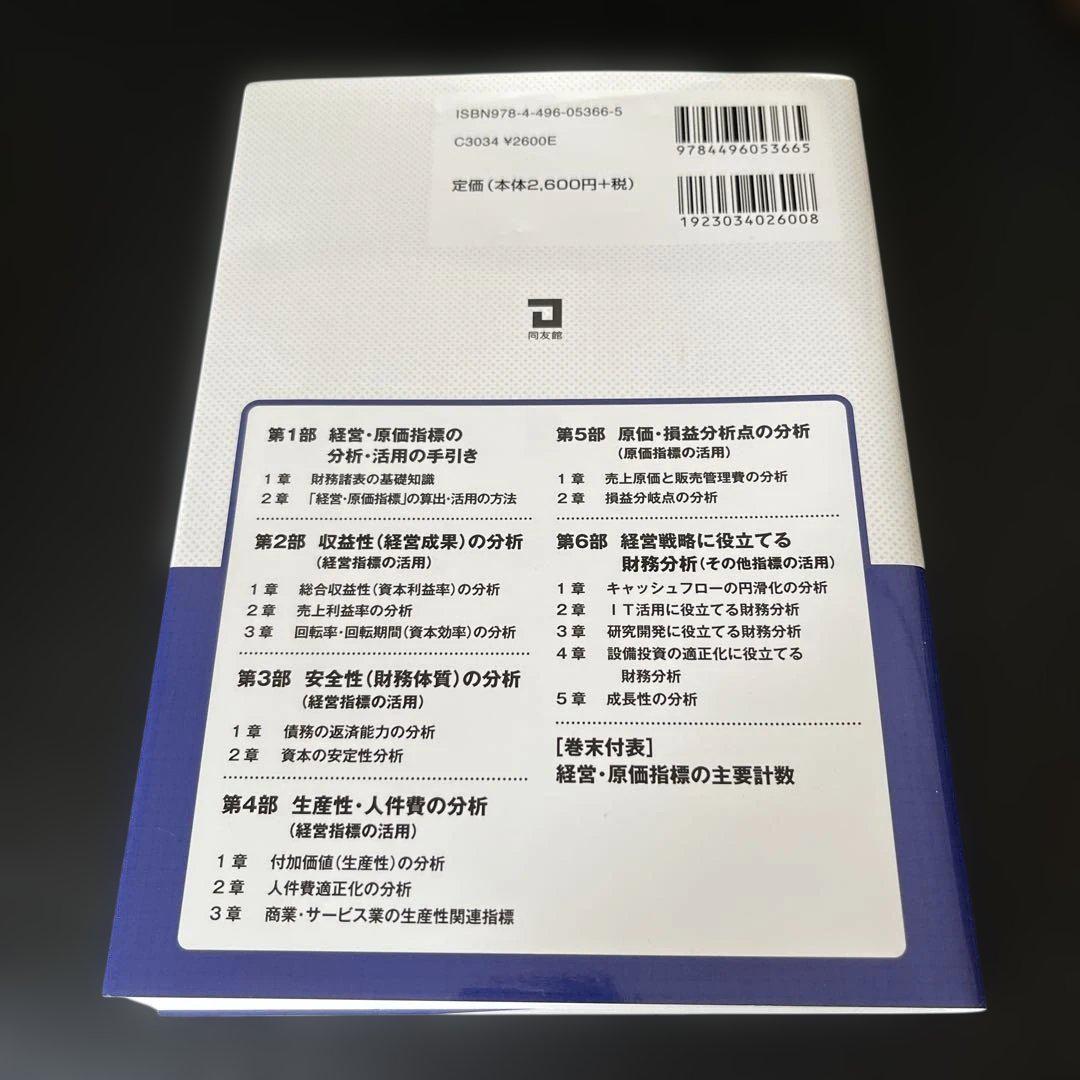 ISBN978-4-496-05366-5
C3034 ¥2600E
定価(本体2,600円+税)
9784496053665
1923034026008
同友館
第1部 経営・原価指標の
分析・活用の手引き
1章 財務諸表の基礎知識
2章 「経営・原価指標」の算出・活用の方法
第2部 収益性(経営成果)の分析
(経営指標の活用)
1章 総合収益性(資本利益率)の分析
2章 売上利益率の分析
3章 回転率・回転期間(資本効率)の分析
第3部 安全性(財務体質)の分析
(経営指標の活用)
1章 債務の返済能力の分析
2章 資本の安定性分析
第4部 生産性・人件費の分析
(経営指標の活用)
1章 付加価値(生産性)の分析
2章 人件費適正化の分析
3章 商業・サービス業の生産性関連指標
第5部 原価・損益分析点の分析
(原価指標の活用)
1章 売上原価と販売管理費の分析
2章 損益分岐点の分析
第6部 経営戦略に役立てる
財務分析(その他指標の活用)
1章 キャッシュフローの円滑化の分析
2章 IT活用に役立てる財務分析
3章 研究開発に役立てる財務分析
4章 設備投資の適正化に役立てる
財務分析
5章 成長性の分析
[巻末付表]
経営・原価指標の主要計数